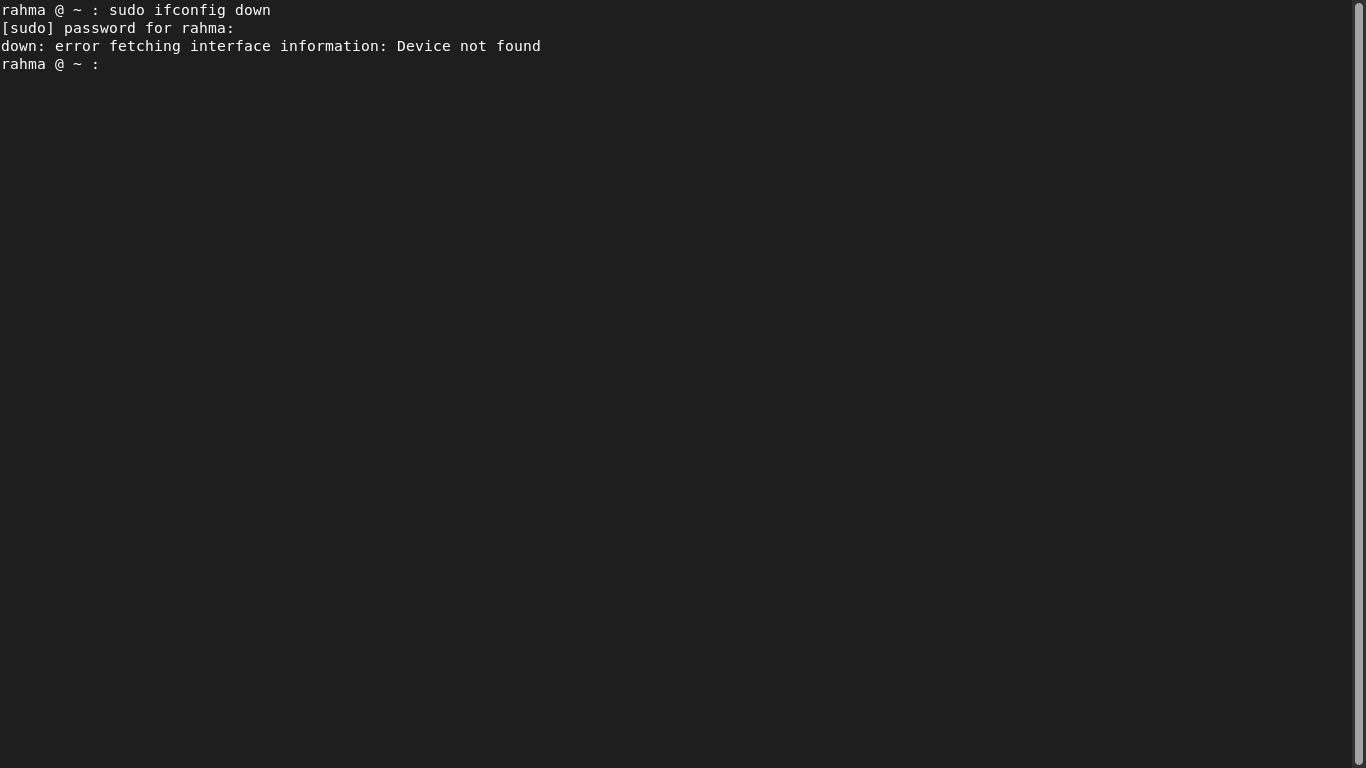 rahma @ ~ : sudo ifconfig down
[sudo] password for rahma:
down: error fetching interface information: Device not found
rahma @ ~ :